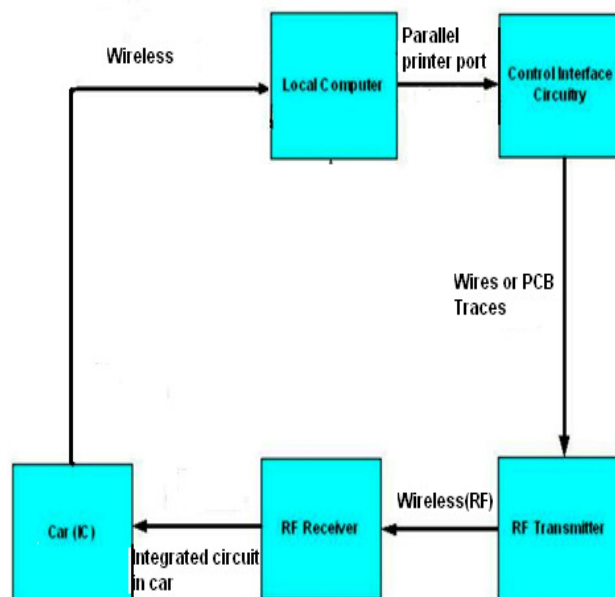 Parallel
printer port
Wireless
Local Computer
Control Interface
Circuitry
Wires or PCB
Traces
Wireless(RF)
Car (IC)
RF Receiver
RF Transmitter
Integrated circuit
in car